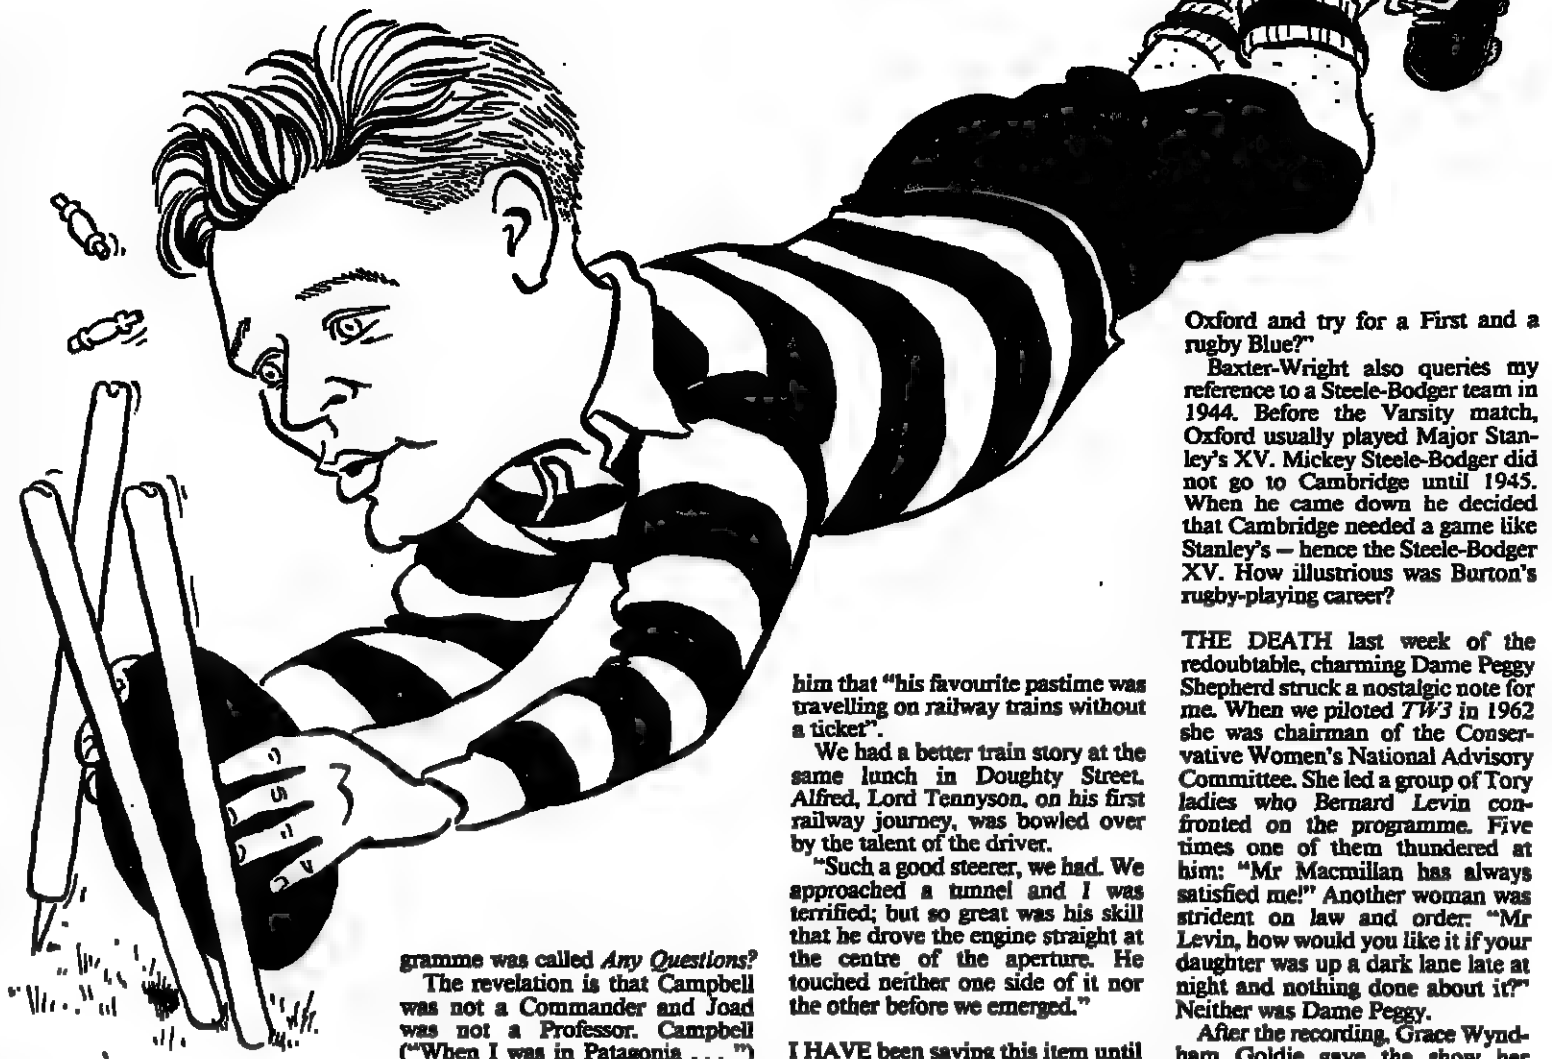 gramme was called Any Questions?
The revelation is that Campbell
was not a Commander and Joad
was not a Professor. Campbell
("When I was in Patagonia . . . ")
him that "his favourite pastime was
travelling on railway trains without
a ticket".
We had a better train story at the
same lunch in Doughty Street.
Alfred, Lord Tennyson, on his first
railway journey, was bowled over
by the talent of the driver.
"Such a good steerer, we had. We
approached a tunnel and I was
terrified; but so great was his skill
that he drove the engine straight at
the centre of the aperture. He
touched neither one side of it nor
the other before we emerged."
I HAVE been saving this item until
Oxford and try for a First and a
rugby Blue?"
Baxter-Wright also queries my
reference to a Steele-Bodger team in
1944. Before the Varsity match,
Oxford usually played Major Stan-
ley's XV. Mickey Steele-Bodger did
not go to Cambridge until 1945.
When he came down he decided
that Cambridge needed a game like
Stanley's – hence the Steele-Bodger
XV. How illustrious was Burton's
rugby-playing career?
THE DEATH last week of the
redoubtable, charming Dame Peggy
Shepherd struck a nostalgic note for
me. When we piloted TW3 in 1962
she was chairman of the Conser-
vative Women's National Advisory
Committee. She led a group of Tory
ladies who Bernard Levin con-
fronted on the programme. Five
times one of them thundered at
him: "Mr Macmillan has always
satisfied me!" Another woman was
strident on law and order: "Mr
Levin, how would you like it if your
daughter was up a dark lane late at
night and nothing done about it?"
Neither was Dame Peggy.
After the recording, Grace Wynd-
ham Goldie gave the show her